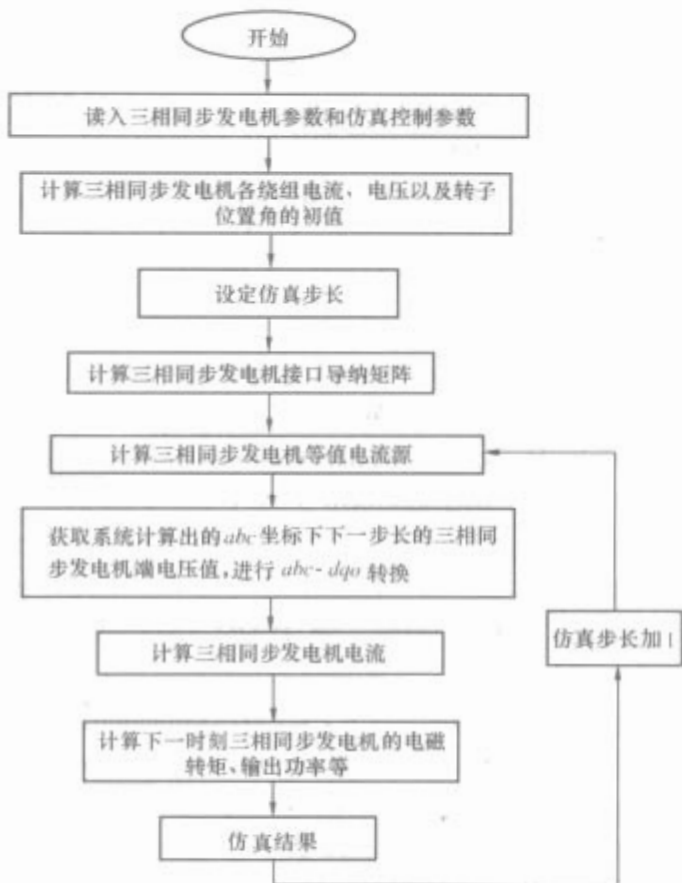 开始
读入三相同步发电机参数和仿真控制参数
计算三相同步发电机各绕组电流、电压以及转子
位置角的初值
设定仿真步长
计算三相同步发电机接口导纳矩阵
计算三相同步发电机等值电流源
获取系统计算出的abc坐标下下一步长的三相同
步发电机端电压值,进行abc-dqo转换
计算三相同步发电机电流
仿真步长加1
计算下一时刻三相同步发电机的电磁
转矩、输出功率等
仿真结果